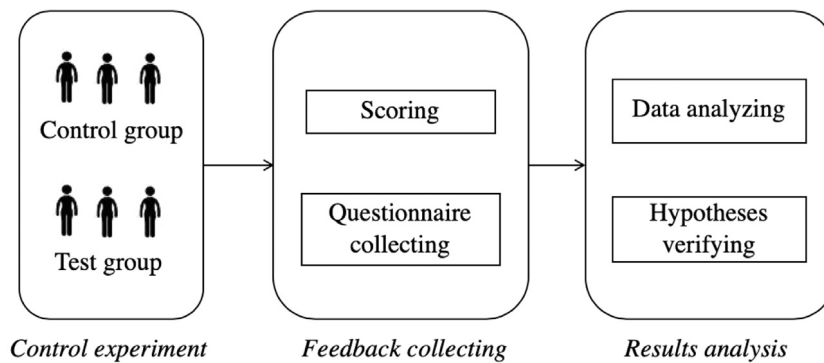 Control group
Test group
Control experiment
Scoring
Questionnaire
collecting
Feedback collecting
Data analyzing
Hypotheses
verifying
Results analysis